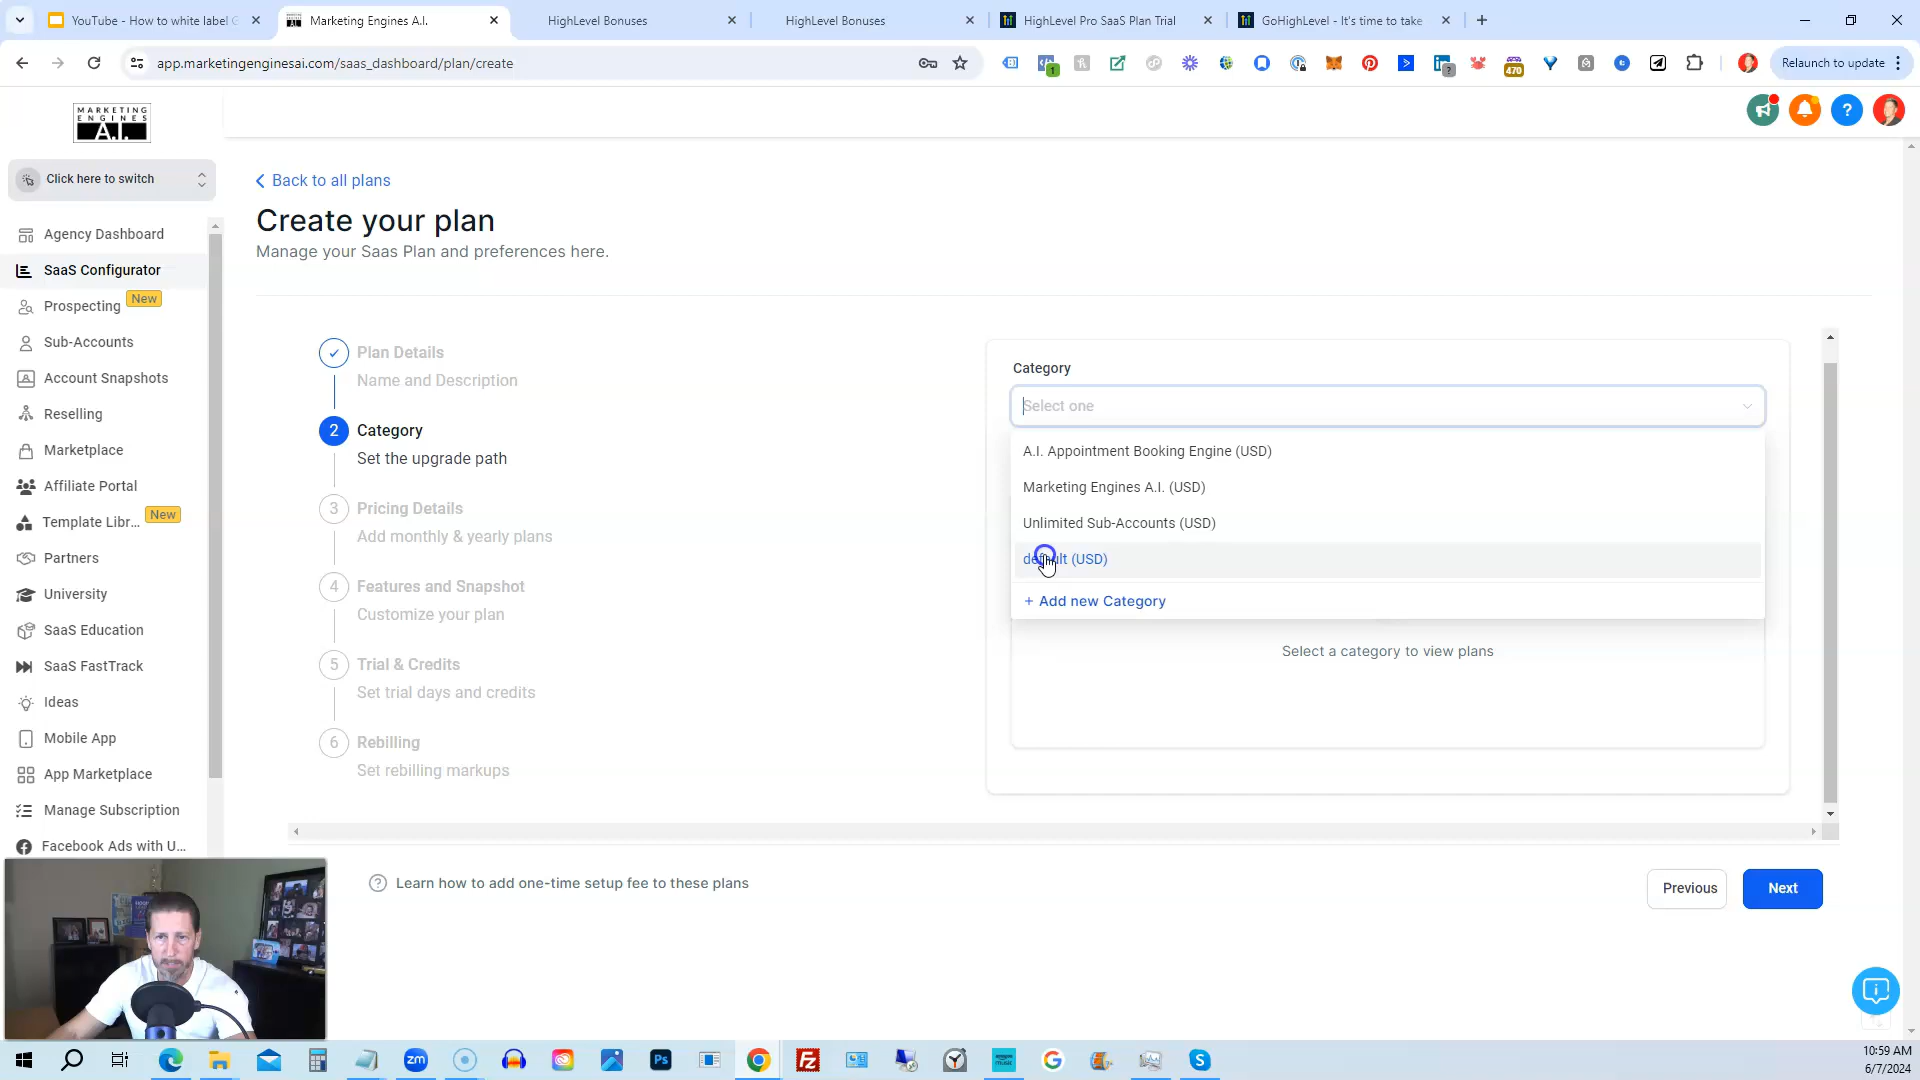 YouTube - How to white label G
Marketing Engines A.I.
HighLevel Bonuses
HighLevel Bonuses
HighLevel Pro SaaS Plan Trial
GoHighLevel - It's time to take
app.marketingenginesai.com/saas_dashboard/plan/create
1
?
470
Relaunch to update
MARKETING
ENGINES
A.I.
Click here to switch
Agency Dashboard
SaaS Configurator
Prospecting New
Sub-Accounts
Account Snapshots
Reselling
Marketplace
Affiliate Portal
Template Libr... New
Partners
University
SaaS Education
SaaS FastTrack
Ideas
Mobile App
App Marketplace
Manage Subscription
Facebook Ads with U...
?
Back to all plans
Create your plan
Manage your Saas Plan and preferences here.
Plan Details
Name and Description
2
Category
Set the upgrade path
3
Pricing Details
Add monthly & yearly plans
4
Features and Snapshot
Customize your plan
5
Trial & Credits
Set trial days and credits
6
Rebilling
Set rebilling markups
Category
Select one
A.I. Appointment Booking Engine (USD)
Marketing Engines A.I. (USD)
Unlimited Sub-Accounts (USD)
default (USD)
+ Add new Category
Select a category to view plans
? Learn how to add one-time setup fee to these plans
Previous
Next
zm
Ps
Fz
amazon
music
G
S
10:59 AM
6/7/2024